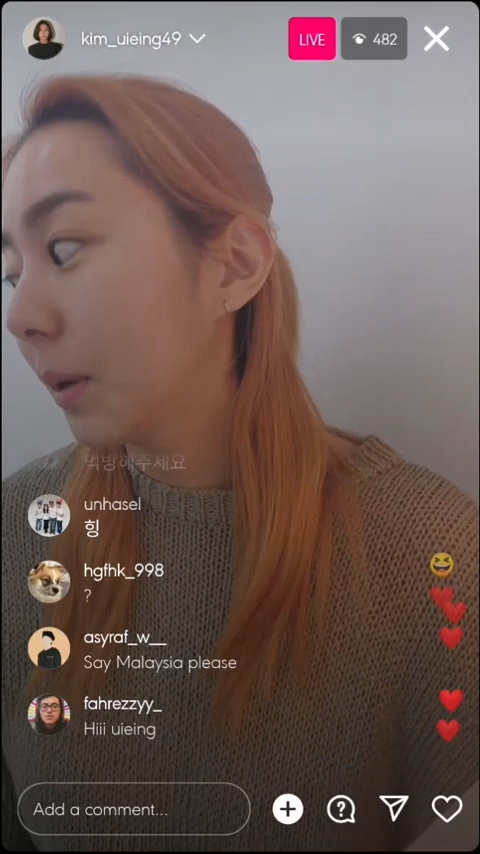 kim_uieing49
LIVE
482
먹방해주세요
unhasel
힝
hgfhk_998
?
asyraf_w__
Say Malaysia please
fahrezzyy_
Hiii uieing
Add a comment...